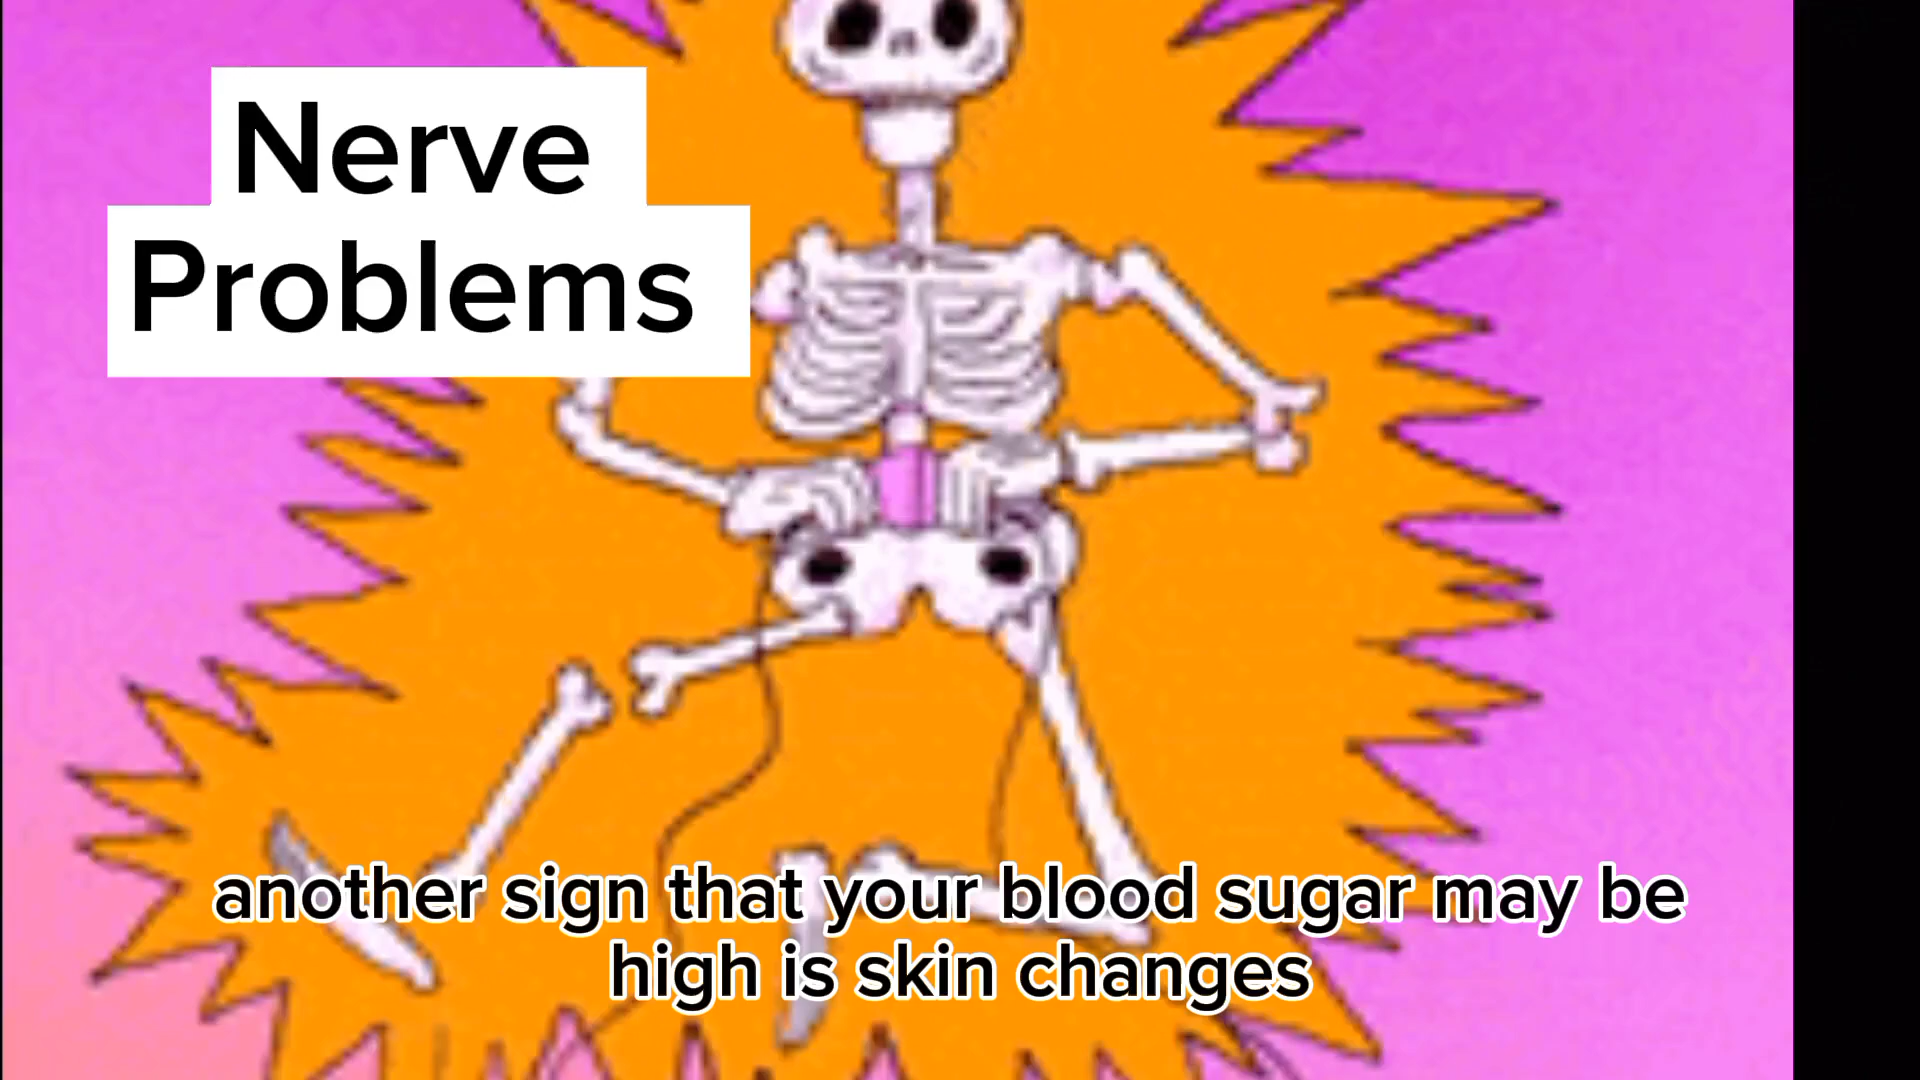 Nerve
Problems
another sign that your blood sugar may be
high is skin changes